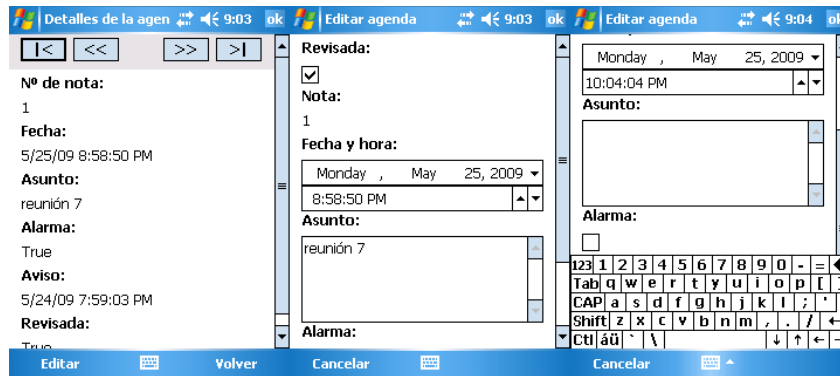 Detalles de la agen 9:03 ok
|< << >> >|
Nº de nota:
1
Fecha:
5/25/09 8:58:50 PM
Asunto:
reunión 7
Alarma:
True
Aviso:
5/24/09 7:59:03 PM
Revisada:
True
Editar Volver
Editar agenda 9:03 ok
Revisada:
Nota:
1
Fecha y hora:
Monday , May 25, 2009
8:58:50 PM
Asunto:
reunión 7
Alarma:
Cancelar
Editar agenda 9:04 ok
Monday , May 25, 2009
10:04:04 PM
Asunto:
Alarma:
123 1 2 3 4 5 6 7 8 9 0 - =
Tab q w e r t y u i o p [ ]
CAP a s d f g h j k l ; '
Shift z x c v b n m , . /
Ctl áü ` \
Cancelar